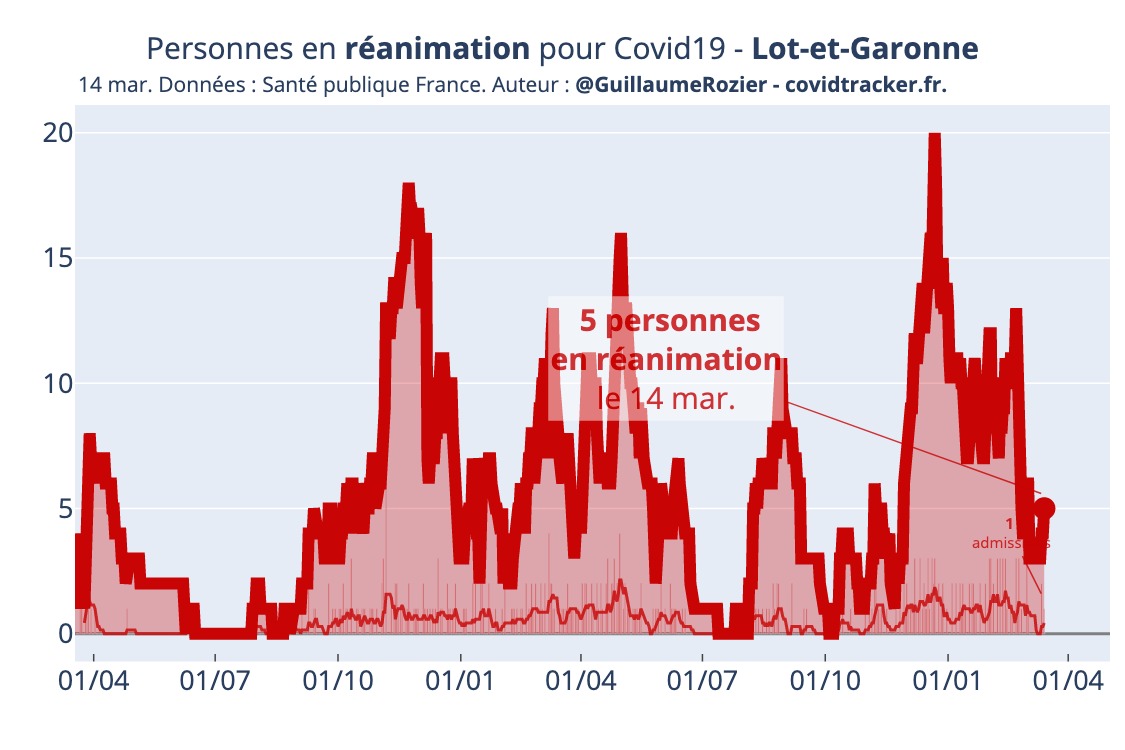 Personnes en réanimation pour Covid19 - Lot-et-Garonne
14 mar. Données : Santé publique France. Auteur : @GuillaumeRozier - covidtracker.fr.
20
15
10
5
0
5 personnes
en réanimation
le 14 mar.
1
admissions
01/04 01/07 01/10 01/01 01/04 01/07 01/10 01/01 01/04